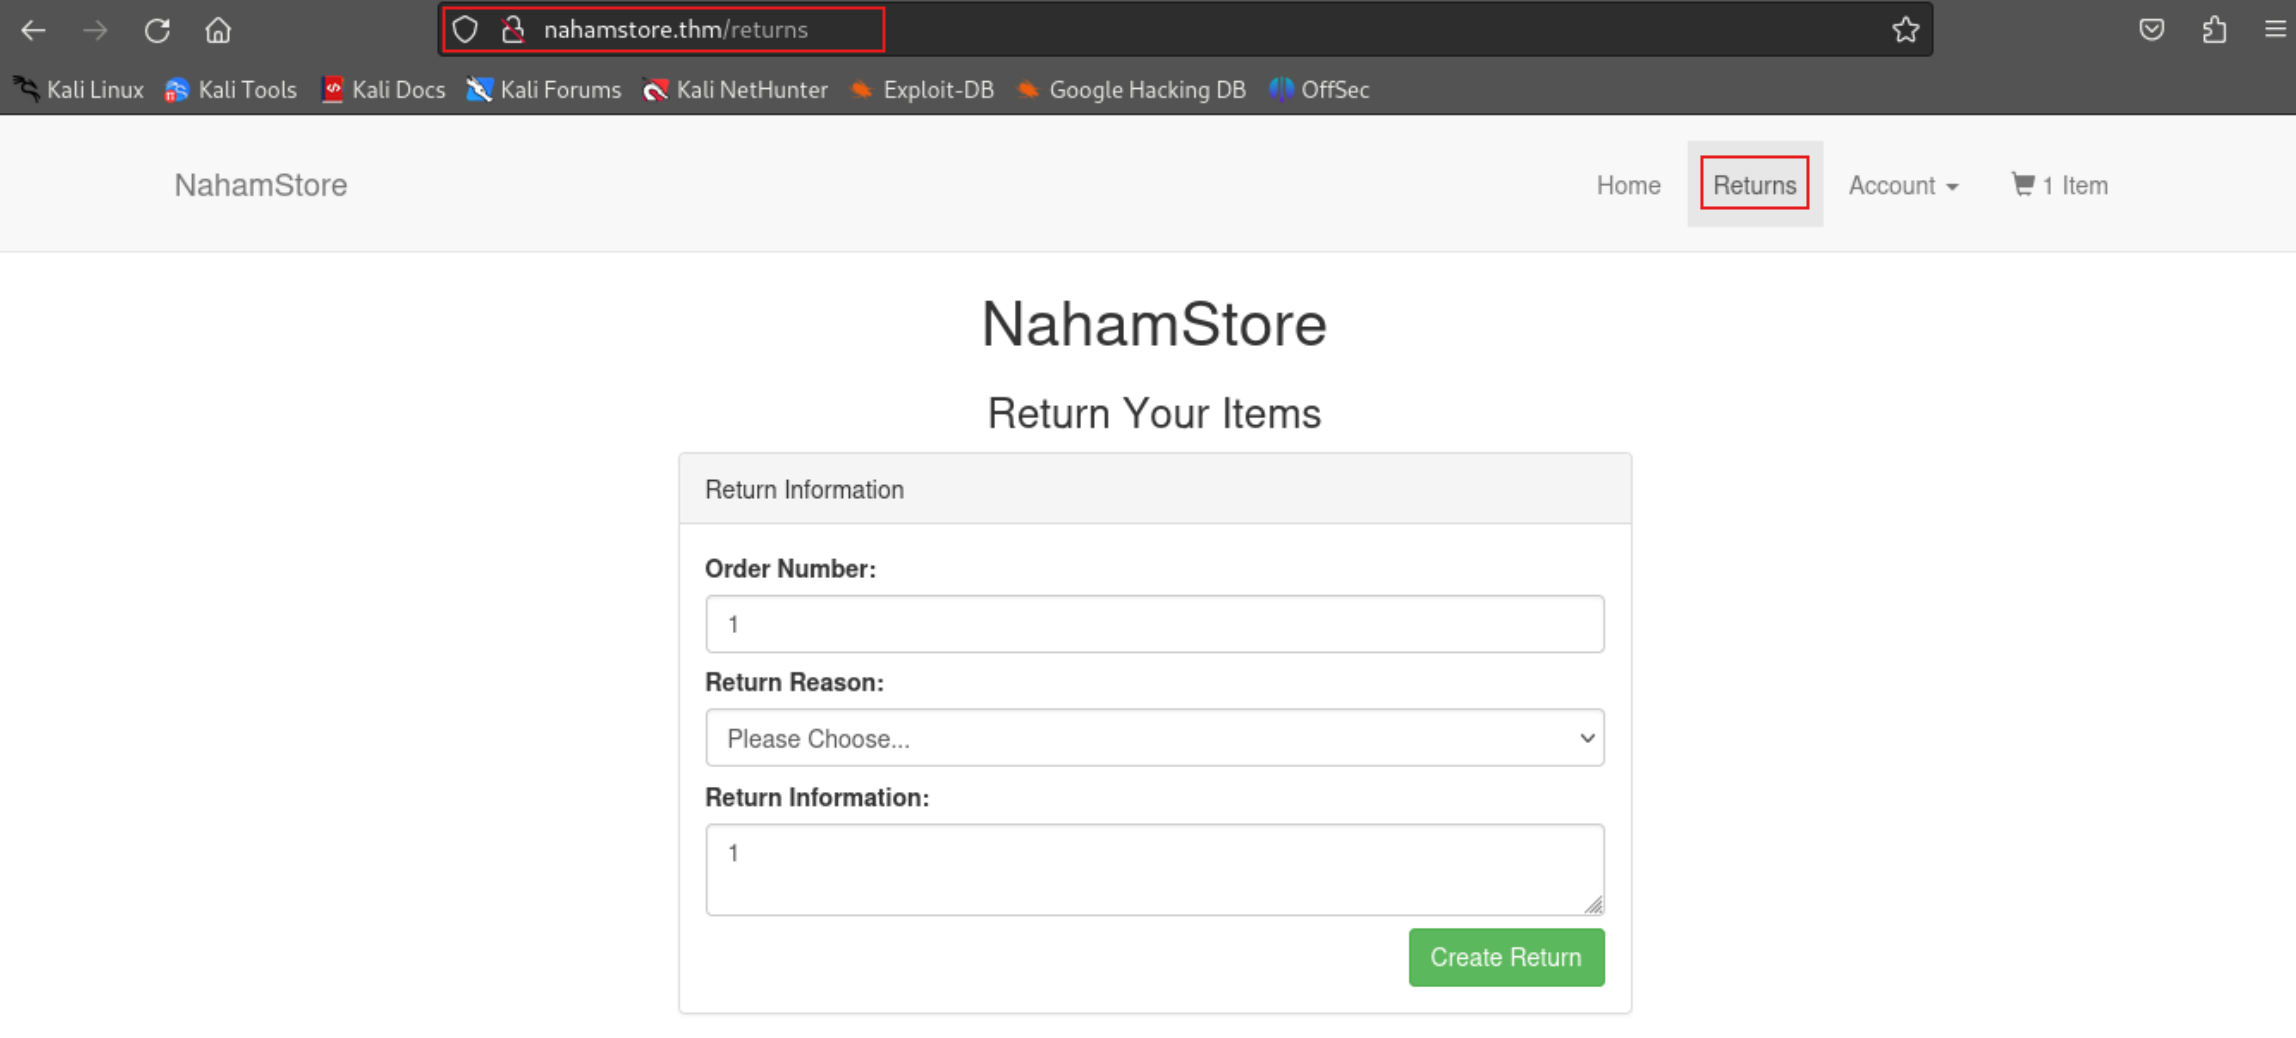 nahamstore.thm/returns
Kali Linux Kali Tools Kali Docs Kali Forums Kali NetHunter Exploit-DB Google Hacking DB OffSec
NahamStore Home Returns Account 1 Item
NahamStore
Return Your Items
Return Information
Order Number:
1
Return Reason:
Please Choose...
Return Information:
1
Create Return